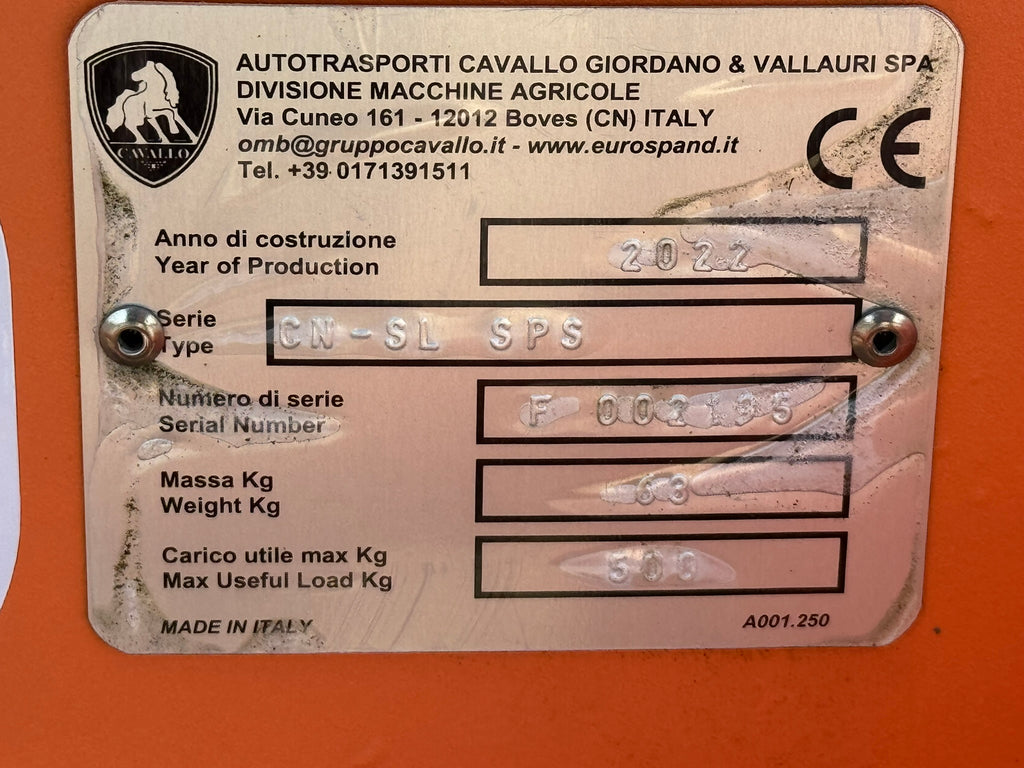 CAVALLO
AUTOTRASPORTI CAVALLO GIORDANO & VALLAURI SPA
DIVISIONE MACCHINE AGRICOLE
Via Cuneo 161 - 12012 Boves (CN) ITALY
omb@gruppocavallo.it - www.eurospand.it
Tel. +39 0171391511
CE
Anno di costruzione
Year of Production
2022
Serie
Type
CN-SL SPS
Numero di serie
Serial Number
F 002195
Massa Kg
Weight Kg
63
Carico utile max Kg
Max Useful Load Kg
500
MADE IN ITALY
A001.250